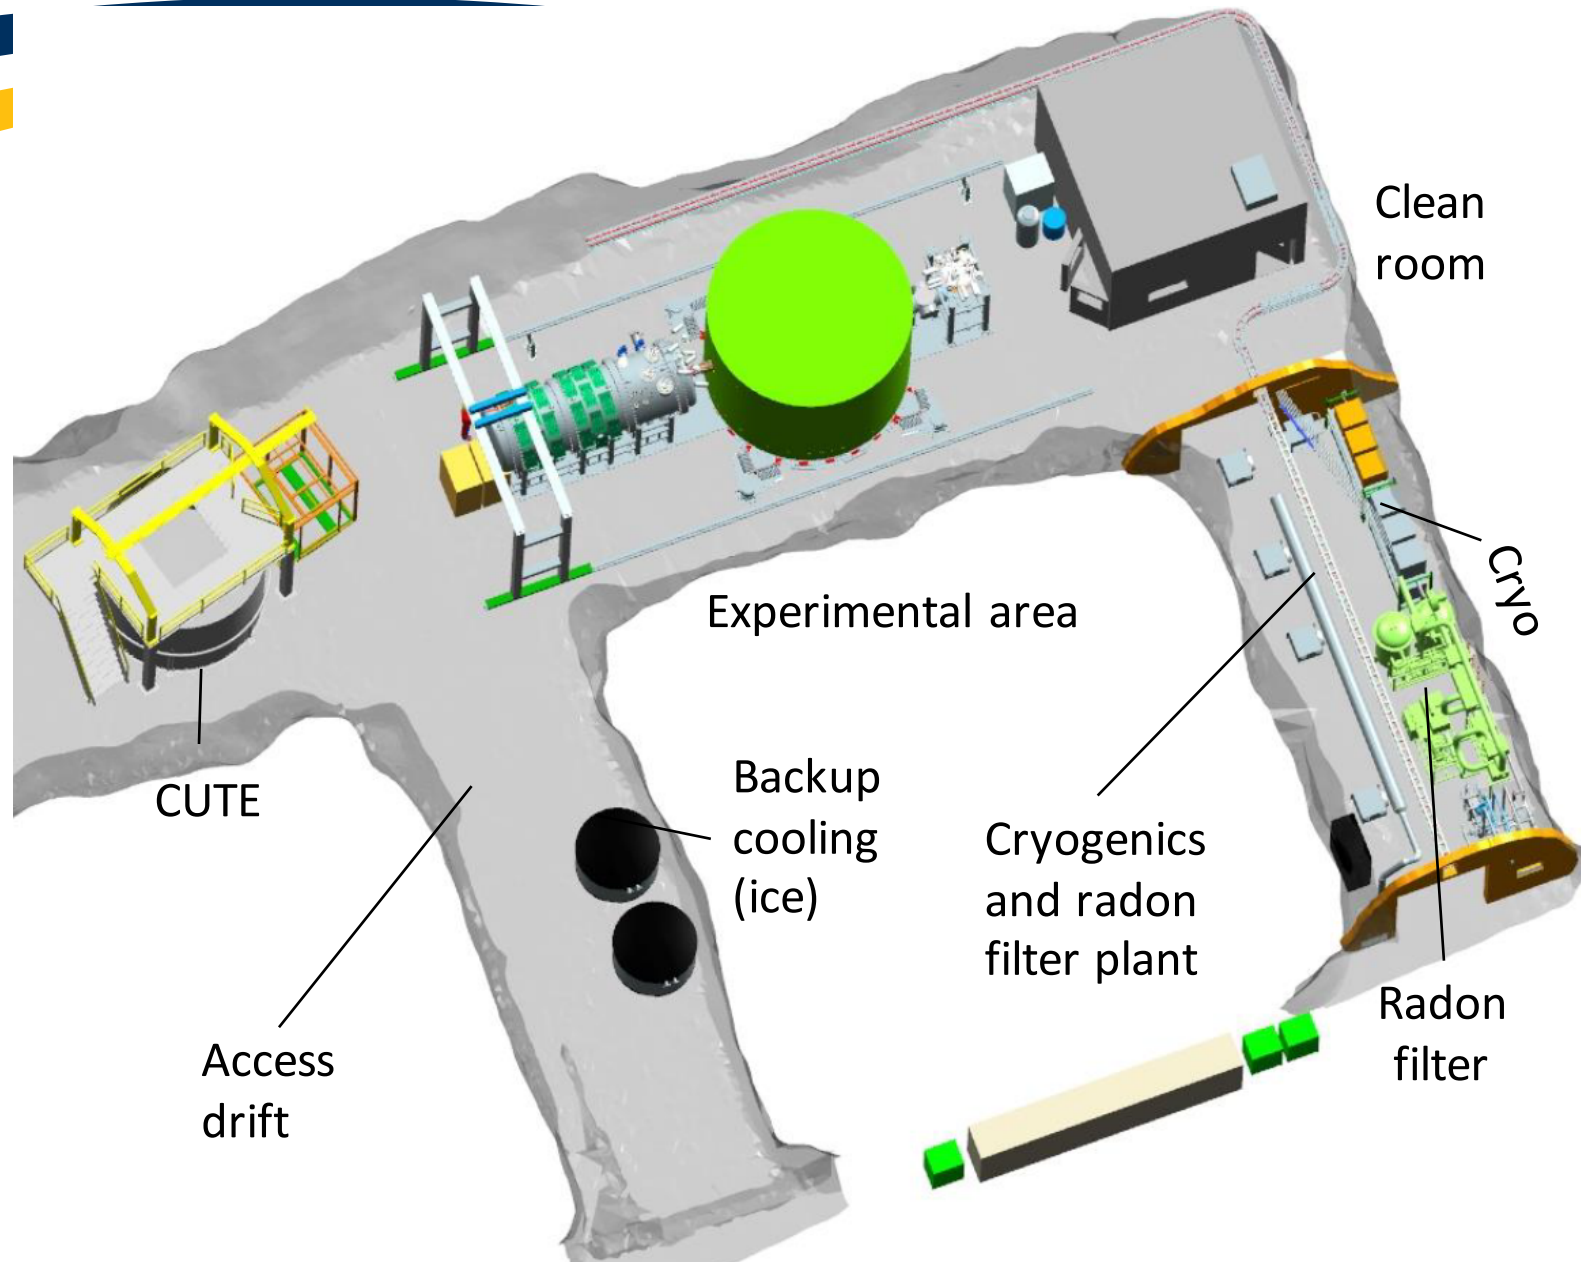 Clean
room
Cryo
Experimental area
CUTE
Backup
cooling
(ice)
Cryogenics
and radon
filter plant
Radon
filter
Access
drift